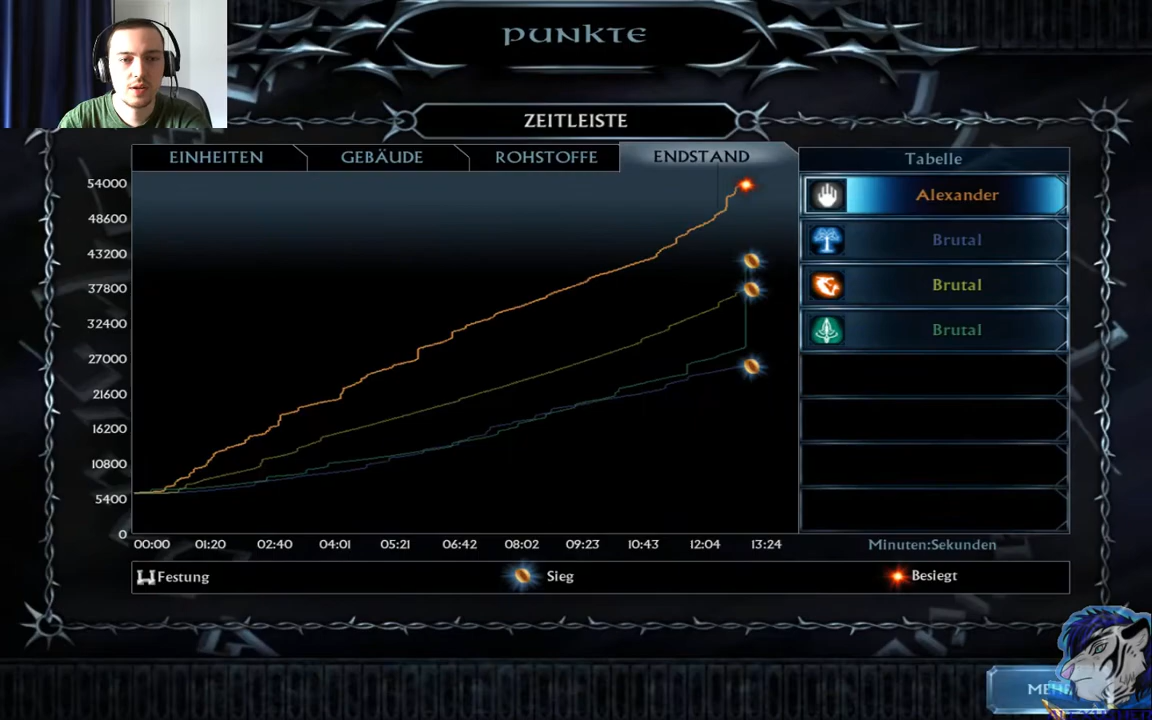 PUNKTE
ZEITLEISTE
EINHEITEN GEBÄUDE ROHSTOFFE ENDSTAND Tabelle
54000
48600
43200
37800
32400
27000
21600
16200
10800
5400
0
Alexander
Brutal
Brutal
Brutal
00:00 01:20 02:40 04:01 05:21 06:42 08:02 09:23 10:43 12:04 13:24 Minuten:Sekunden
Festung Sieg Besiegt